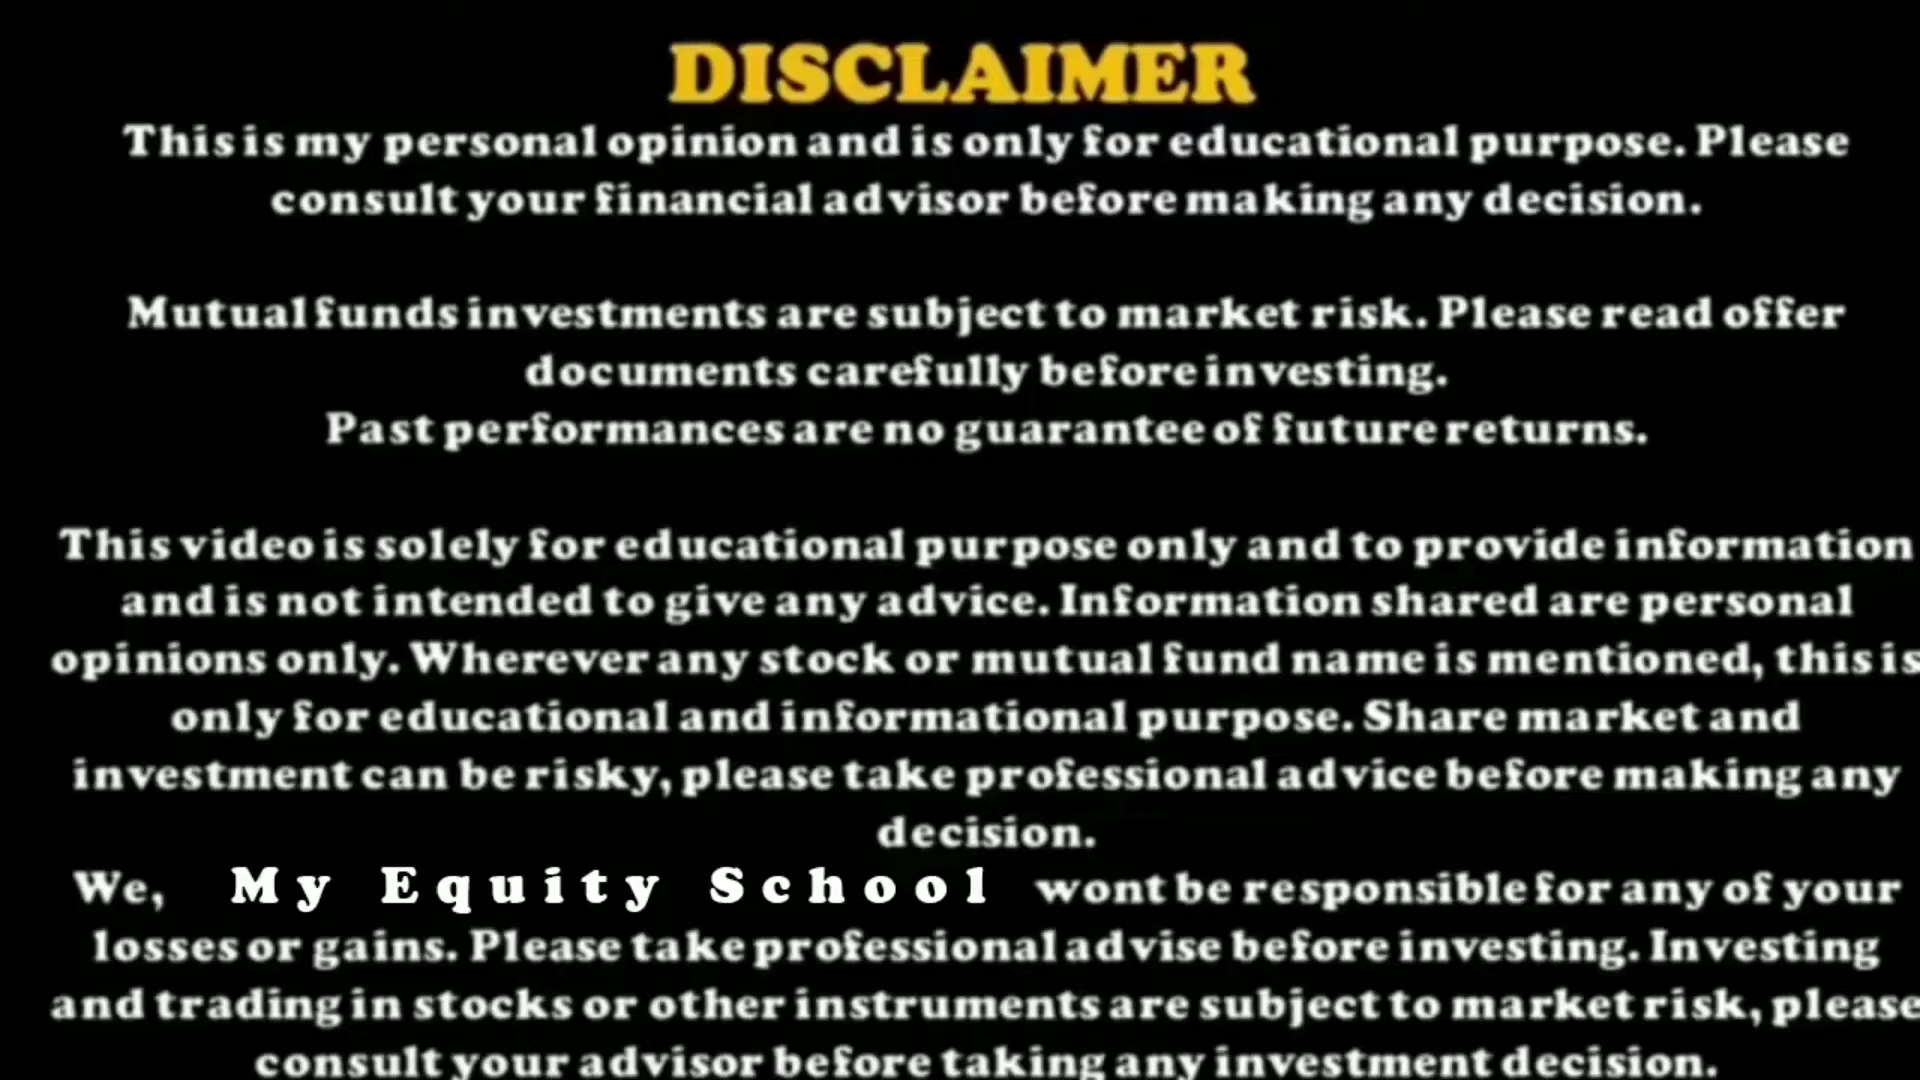 DISCLAIMER
This is my personal opinion and is only for educational purpose. Please
consult your financial advisor before making any decision.
Mutual funds investments are subject to market risk. Please read offer
documents carefully before investing.
Past performances are no guarantee of future returns.
This video is solely for educational purpose only and to provide information
and is not intended to give any advice. Information shared are personal
opinions only. Wherever any stock or mutual fund name is mentioned, this is
only for educational and informational purpose. Share market and
investment can be risky, please take professional advice before making any
decision.
We, My Equity School wont be responsible for any of your
losses or gains. Please take professional advise before investing. Investing
and trading in stocks or other instruments are subject to market risk, please
consult your advisor before taking any investment decision.